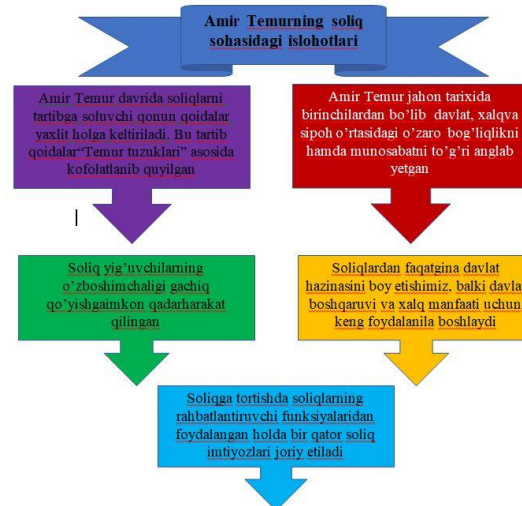 Amir Temurning soliq
sohasidagi islohotlari
Amir Temur davrida soliqlarni
tartibga soluvchi qonun qoidalar
yaxlit holga keltiriladi. Bu tartib
qoidalar“Temur tuzuklari” asosida
kofolatlanib quyilgan
Amir Temur jahon tarixida
birinchilardan bo’lib davlat, xalqva
sipoh o’rtasidagi o’zaro bog’liqlikni
hamda munosabatni to’g’ri anglab
yetgan
Soliq yig’uvchilarning
o’zboshimchaligi gachiq
qo’yishgaimkon qadarharakat
qilingan
Soliqlardan faqatgina davlat
hazinasini boy etishimiz, balki davlat
boshqaruvi va xalq manfaati uchun
keng foydalanila boshlaydi
Soliqga tortishda soliqlarning
rahbatlantiruvchi funksiyalaridan
foydalangan holda bir qator soliq
imtiyozlari joriy etiladi